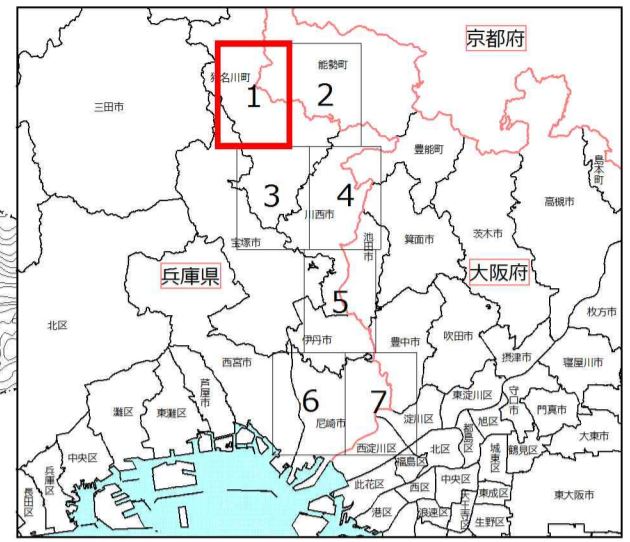 京都府
能勢町
猪名川町
1
2
三田市
豊能町
島本町
3
4
高槻市
川西市
池田市
箕面市
茨木市
宝塚市
兵庫県
大阪府
5
枚方市
北区
伊丹市
豊中市
吹田市
摂津市
寝屋川市
西宮市
芦屋市
東淀川区
守口市
6
7
灘区
東灘区
尼崎市
淀川区
旭区
門真市
都島区
西淀川区
北区
城東区
鶴見区
大東市
中央区
福島区
兵庫区
此花区
西区
中央区
東成区
長田区
港区
浪速区
天王寺区
生野区
東大阪市